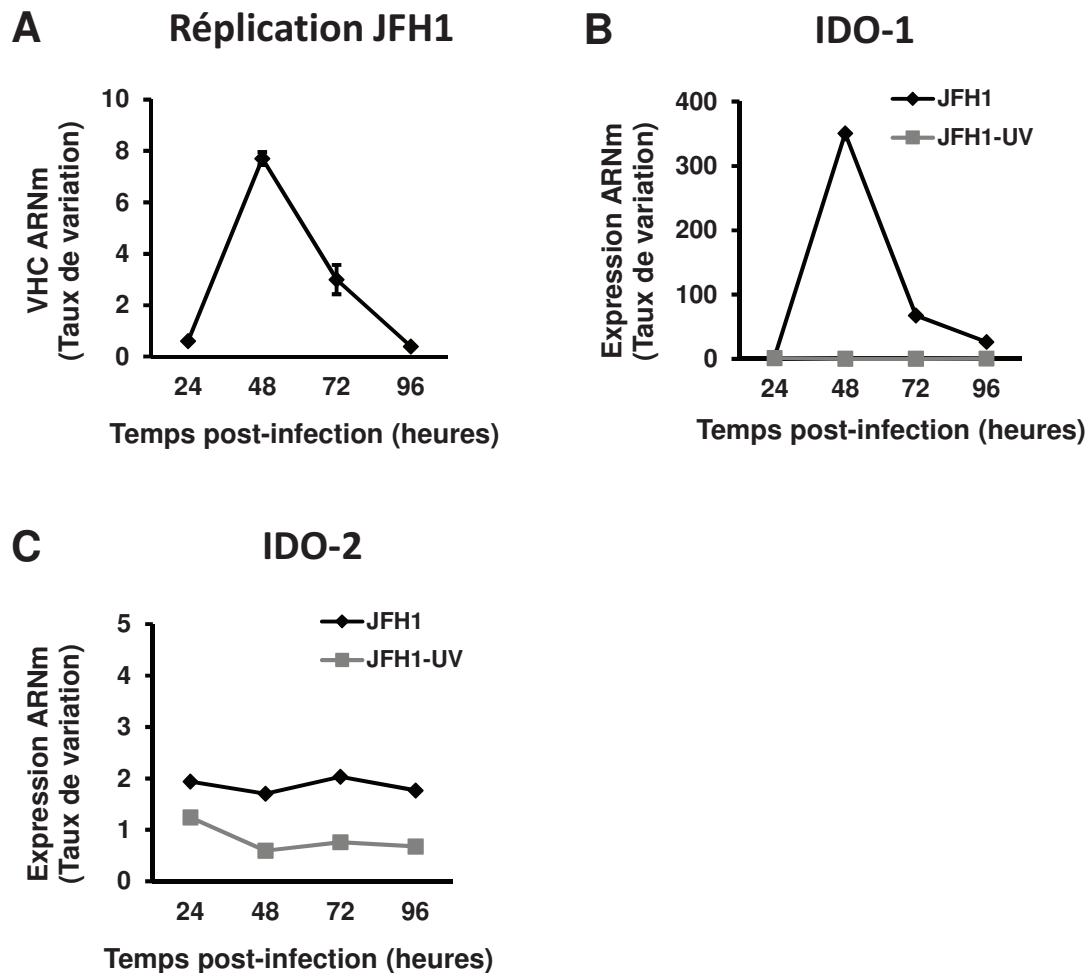 A
Réplication JFH1
VHC ARNm
(Taux de variation)
10
8
6
4
2
0
24 48 72 96
Temps post-infection (heures)
B
IDO-1
JFH1
JFH1-UV
Expression ARNm
(Taux de variation)
400
300
200
100
0
24 48 72 96
Temps post-infection (heures)
C
IDO-2
JFH1
JFH1-UV
Expression ARNm
(Taux de variation)
5
4
3
2
1
0
24 48 72 96
Temps post-infection (heures)